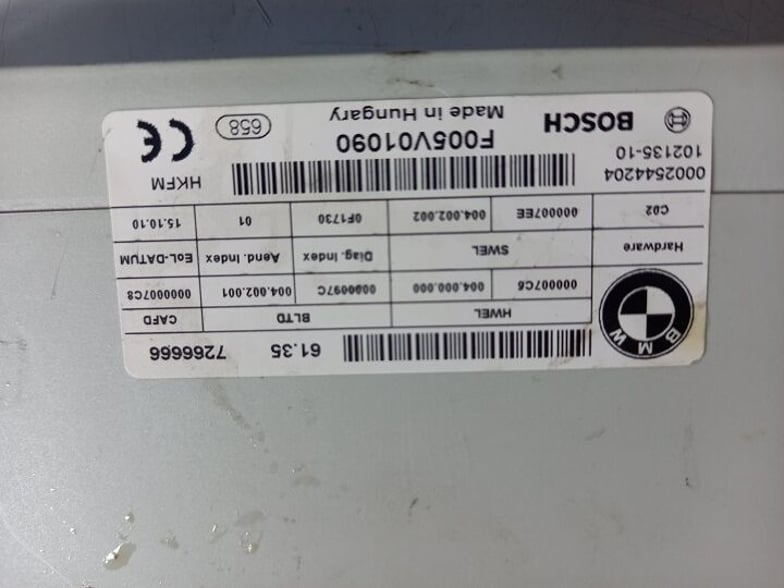 BMW
61.35 7266666
HWEL BLTD CAFD
000007C6 004.000.000 0000097C 004.002.001 000007C8
Hardware SWEL Diag. Index Aend. Index EoL-DATUM
C02 000007EE 004.002.002 0F1730 01 15.10.10
0002544204 HKFM
102135-10
BOSCH F005V01090
Made in Hungary 658 CE